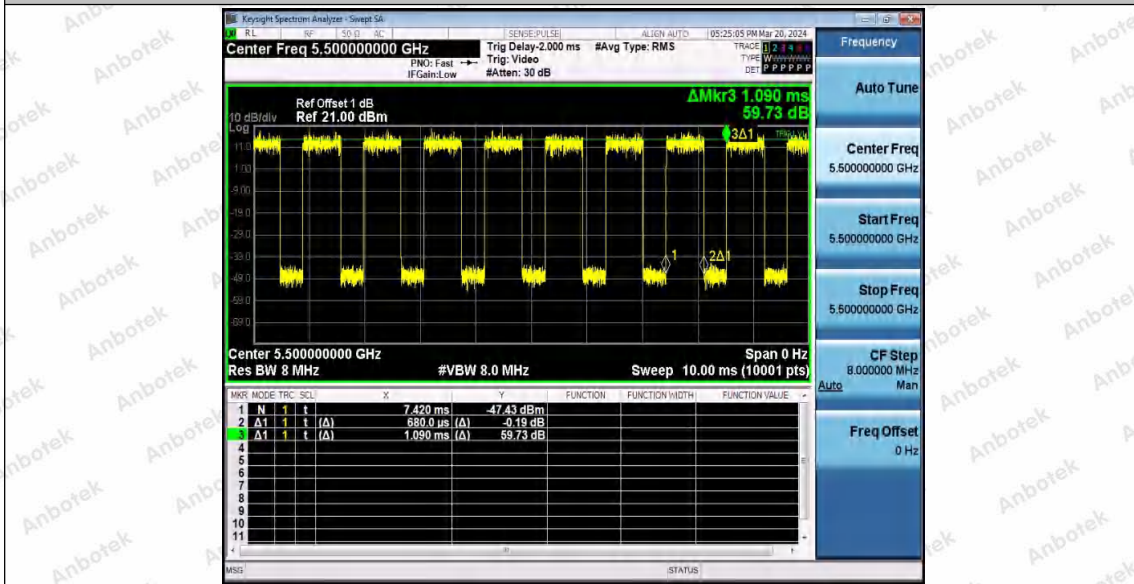 Keysight Spectrum Analyzer - Swept SA
RL RF 50 Ω AC SENSE:PULSE ALIGN AUTO 05:25:05 PM Mar 20, 2024
Center Freq 5.500000000 GHz
PNO: Fast
IFGain:Low
Trig Delay-2.000 ms
Trig: Video
#Atten: 30 dB
#Avg Type: RMS
TRACE 1 2 3 4 5 6
TYPE
DET P P P P P P
Frequency
Auto Tune
Center Freq
5.500000000 GHz
Start Freq
5.500000000 GHz
Stop Freq
5.500000000 GHz
CF Step
8.000000 MHz
Auto Man
Freq Offset
0 Hz
ΔMkr3 1.090 ms
59.73 dB
Ref Offset 1 dB
10 dB/div Ref 21.00 dBm
Log
11.0
1.00
-9.00
-19.0
-29.0
-39.0
-49.0
-59.0
-69.0
3Δ1
1
2Δ1
Center 5.500000000 GHz Span 0 Hz
Res BW 8 MHz #VBW 8.0 MHz Sweep 10.00 ms (10001 pts)
MKR MODE TRC SCL X Y FUNCTION FUNCTION WIDTH FUNCTION VALUE
1 N 1 t 7.420 ms -47.43 dBm
2 Δ1 1 t (Δ) 680.0 µs (Δ) -0.19 dB
3 Δ1 1 t (Δ) 1.090 ms (Δ) 59.73 dB
4
5
6
7
8
9
10
11
MSG STATUS
Anbotek